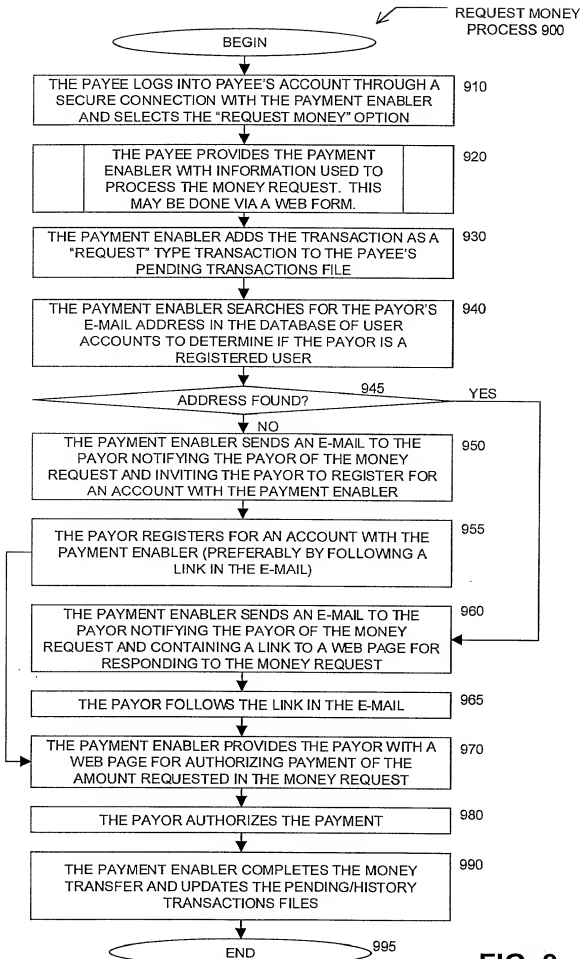 REQUEST MONEY
PROCESS 900
BEGIN
THE PAYEE LOGS INTO PAYEE'S ACCOUNT THROUGH A
SECURE CONNECTION WITH THE PAYMENT ENABLER
AND SELECTS THE "REQUEST MONEY" OPTION
910
THE PAYEE PROVIDES THE PAYMENT
ENABLER WITH INFORMATION USED TO
PROCESS THE MONEY REQUEST. THIS
MAY BE DONE VIA A WEB FORM.
920
THE PAYMENT ENABLER ADDS THE TRANSACTION AS A
"REQUEST" TYPE TRANSACTION TO THE PAYEE'S
PENDING TRANSACTIONS FILE
930
THE PAYMENT ENABLER SEARCHES FOR THE PAYOR'S
E-MAIL ADDRESS IN THE DATABASE OF USER
ACCOUNTS TO DETERMINE IF THE PAYOR IS A
REGISTERED USER
940
945
ADDRESS FOUND?
YES
NO
THE PAYMENT ENABLER SENDS AN E-MAIL TO THE
PAYOR NOTIFYING THE PAYOR OF THE MONEY
REQUEST AND INVITING THE PAYOR TO REGISTER FOR
AN ACCOUNT WITH THE PAYMENT ENABLER
950
THE PAYOR REGISTERS FOR AN ACCOUNT WITH THE
PAYMENT ENABLER (PREFERABLY BY FOLLOWING A
LINK IN THE E-MAIL)
955
THE PAYMENT ENABLER SENDS AN E-MAIL TO THE
PAYOR NOTIFYING THE PAYOR OF THE MONEY
REQUEST AND CONTAINING A LINK TO A WEB PAGE FOR
RESPONDING TO THE MONEY REQUEST
960
THE PAYOR FOLLOWS THE LINK IN THE E-MAIL
965
THE PAYMENT ENABLER PROVIDES THE PAYOR WITH A
WEB PAGE FOR AUTHORIZING PAYMENT OF THE
AMOUNT REQUESTED IN THE MONEY REQUEST
970
THE PAYOR AUTHORIZES THE PAYMENT
980
THE PAYMENT ENABLER COMPLETES THE MONEY
TRANSFER AND UPDATES THE PENDING/HISTORY
TRANSACTIONS FILES
990
END
995